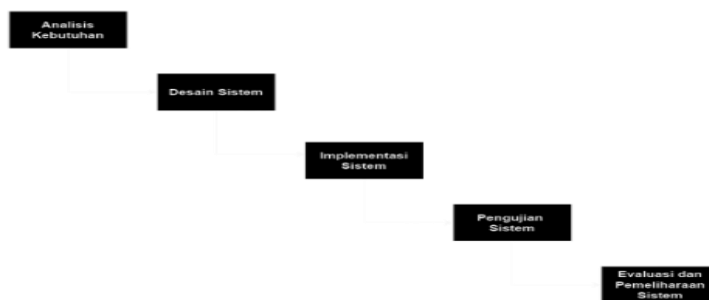 Analisis
Kebutuhan
Desain Sistem
Implementasi
Sistem
Pengujian
Sistem
Evaluasi dan
Pemeliharaan
Sistem